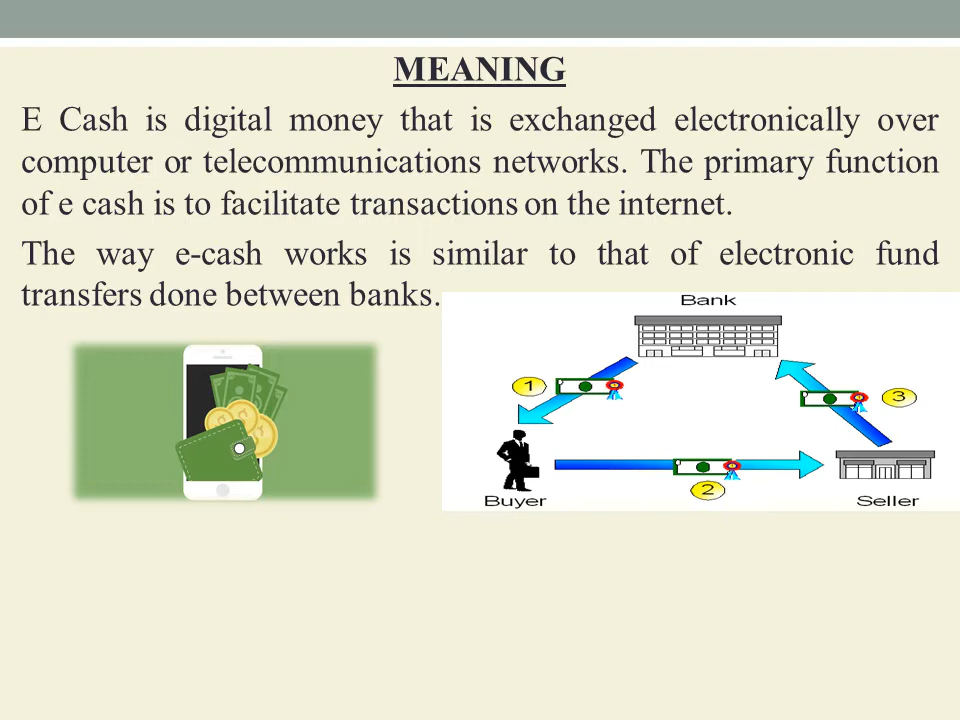 MEANING
E Cash is digital money that is exchanged electronically over
computer or telecommunications networks. The primary function
of e cash is to facilitate transactions on the internet.
The way e-cash works is similar to that of electronic fund
transfers done between banks.
Bank
1
3
2
Buyer
Seller